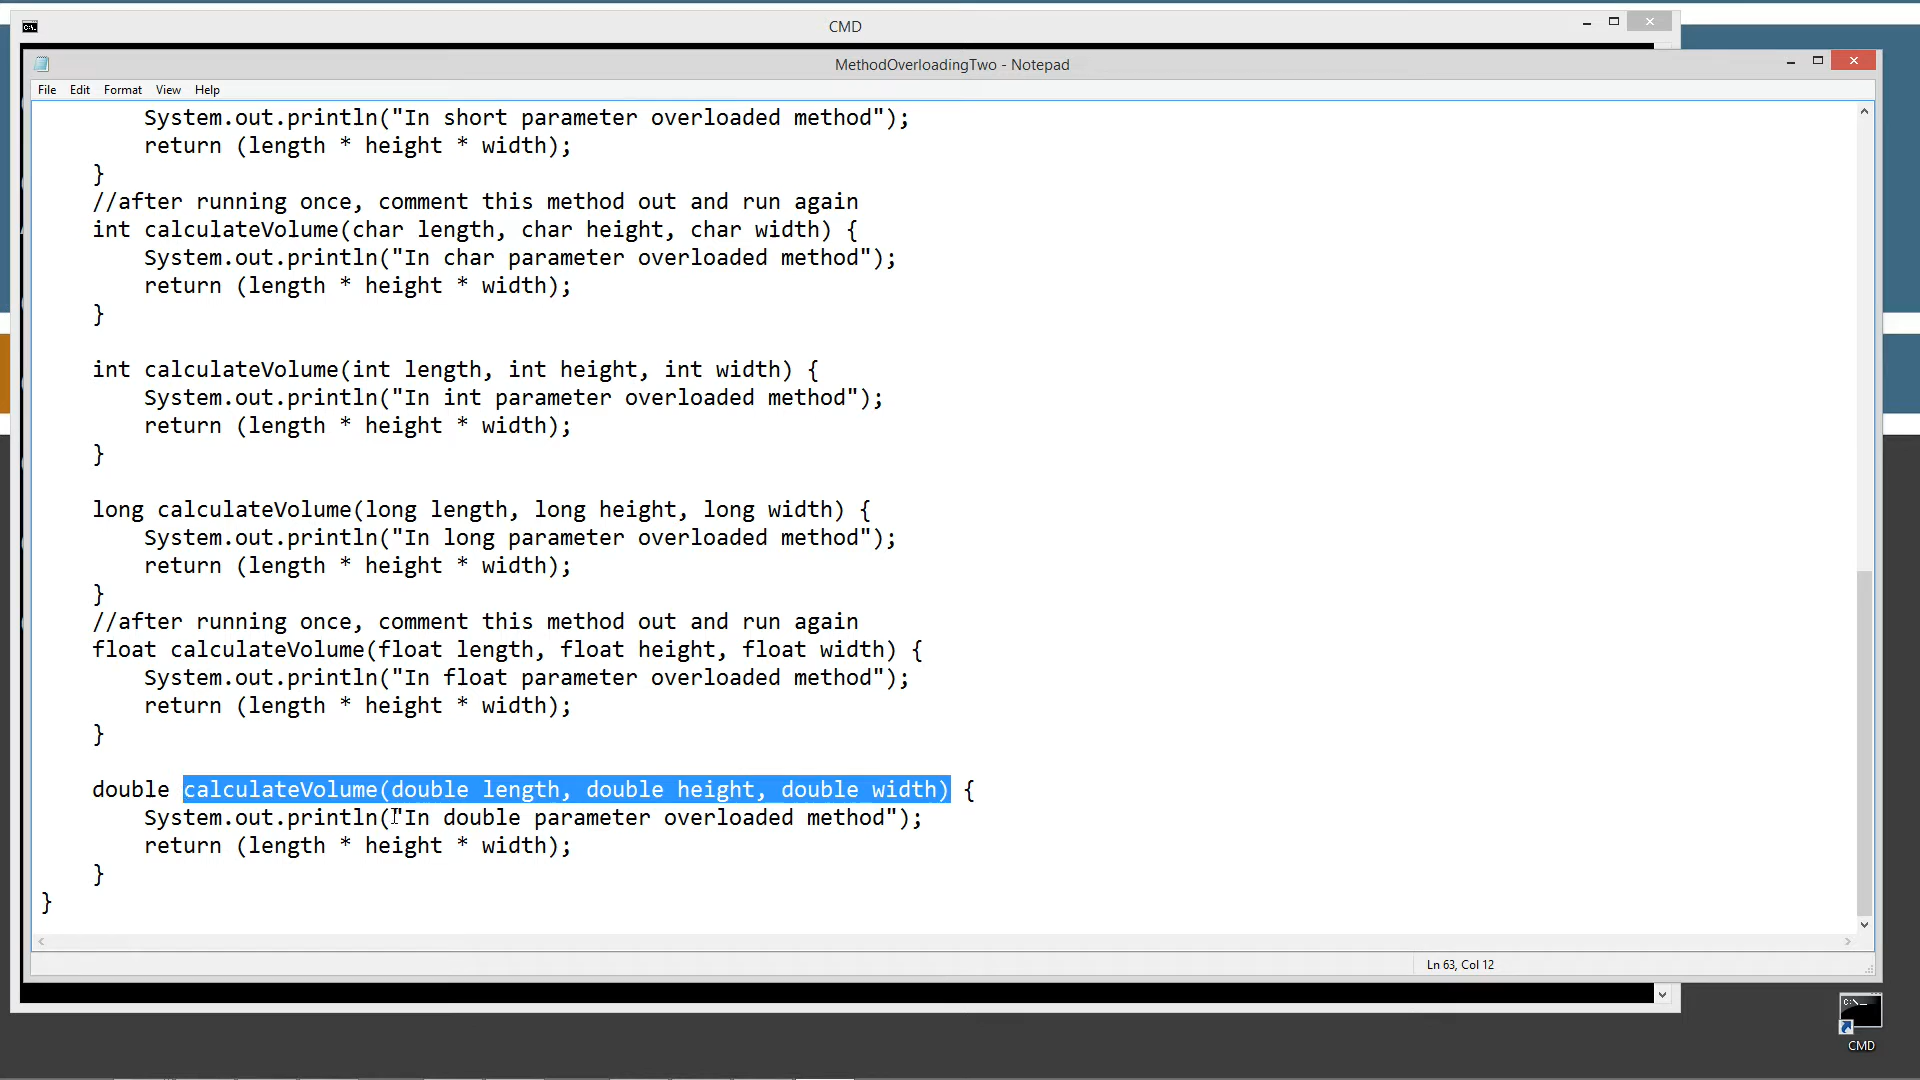 CMD
MethodOverloadingTwo - Notepad
File Edit Format View Help
System.out.println("In short parameter overloaded method");
return (length * height * width);
}
//after running once, comment this method out and run again
int calculateVolume(char length, char height, char width) {
System.out.println("In char parameter overloaded method");
return (length * height * width);
}
int calculateVolume(int length, int height, int width) {
System.out.println("In int parameter overloaded method");
return (length * height * width);
}
long calculateVolume(long length, long height, long width) {
System.out.println("In long parameter overloaded method");
return (length * height * width);
}
//after running once, comment this method out and run again
float calculateVolume(float length, float height, float width) {
System.out.println("In float parameter overloaded method");
return (length * height * width);
}
double calculateVolume(double length, double height, double width) {
System.out.println("In double parameter overloaded method");
return (length * height * width);
}
}
Ln 63, Col 12
CMD